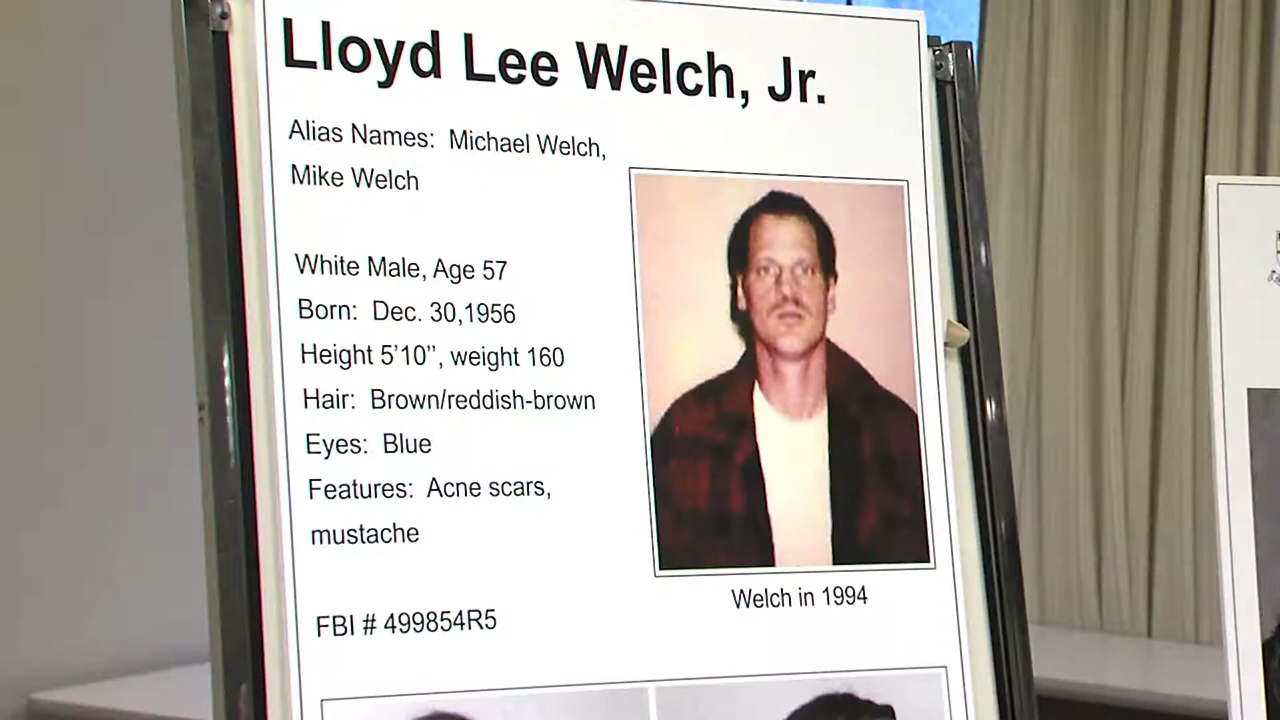 Lloyd Lee Welch, Jr.
Alias Names: Michael Welch,
Mike Welch
White Male, Age 57
Born: Dec. 30,1956
Height 5'10”, weight 160
Hair: Brown/reddish-brown
Eyes: Blue
Features: Acne scars,
mustache
Welch in 1994
FBI # 499854R5